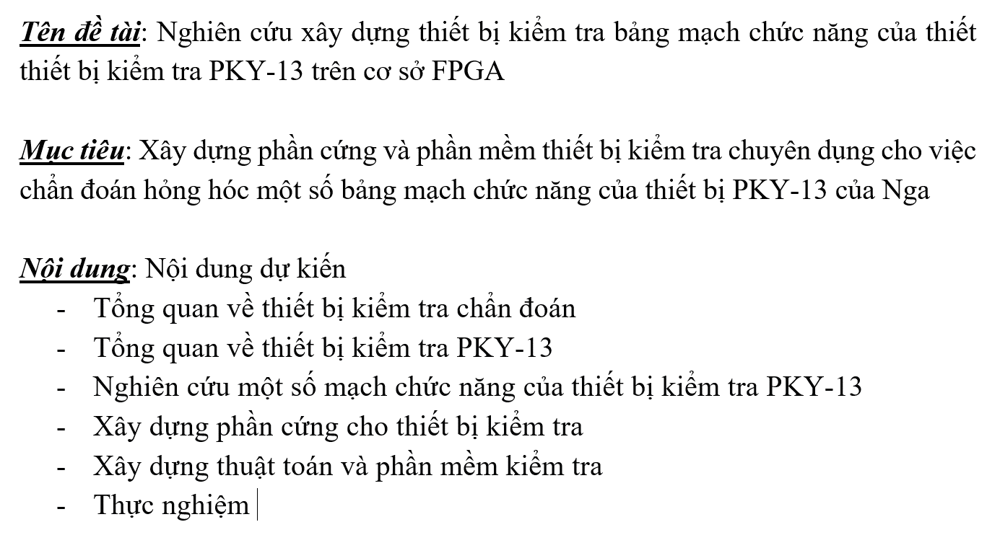 Tên đề tài: Nghiên cứu xây dựng thiết bị kiểm tra bảng mạch chức năng của thiết
thiết bị kiểm tra PKY-13 trên cơ sở FPGA
Mục tiêu: Xây dựng phần cứng và phần mềm thiết bị kiểm tra chuyên dụng cho việc
chẩn đoán hỏng hóc một số bảng mạch chức năng của thiết bị PKY-13 của Nga
Nội dung: Nội dung dự kiến
- Tổng quan về thiết bị kiểm tra chẩn đoán
- Tổng quan về thiết bị kiểm tra PKY-13
- Nghiên cứu một số mạch chức năng của thiết bị kiểm tra PKY-13
- Xây dựng phần cứng cho thiết bị kiểm tra
- Xây dựng thuật toán và phần mềm kiểm tra
- Thực nghiệm